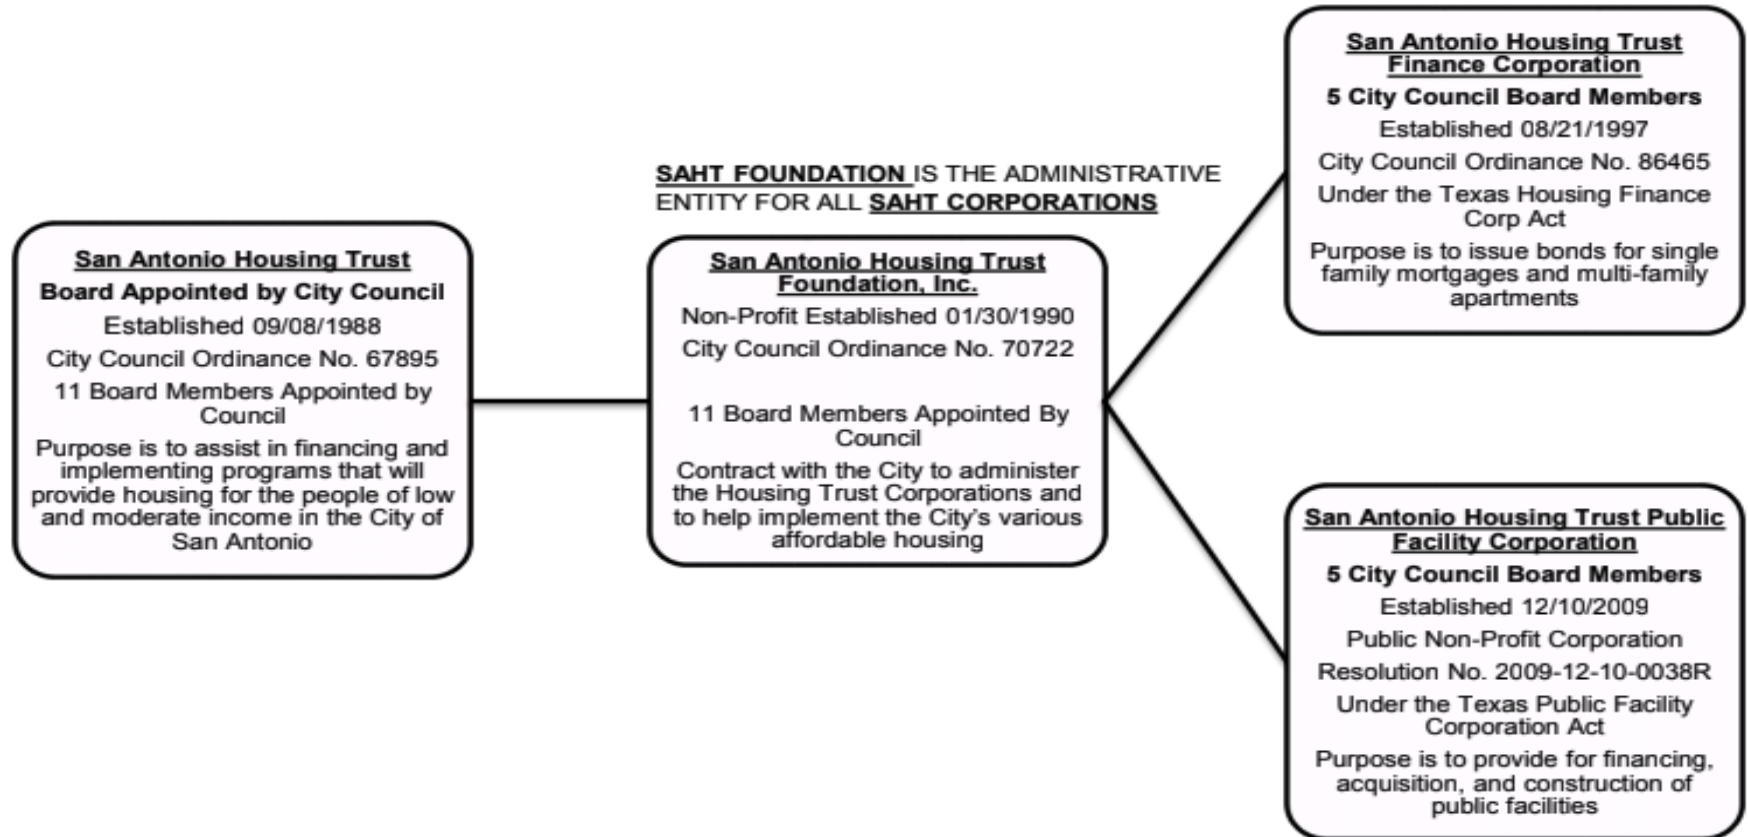 San Antonio Housing Trust
Board Appointed by City Council
Established 09/08/1988
City Council Ordinance No. 67895
11 Board Members Appointed by
Council
Purpose is to assist in financing and
implementing programs that will
provide housing for the people of low
and moderate income in the City of
San Antonio
SAHT FOUNDATION IS THE ADMINISTRATIVE
ENTITY FOR ALL SAHT CORPORATIONS
San Antonio Housing Trust
Foundation, Inc.
Non-Profit Established 01/30/1990
City Council Ordinance No. 70722
11 Board Members Appointed By
Council
Contract with the City to administer
the Housing Trust Corporations and
to help implement the City's various
affordable housing
San Antonio Housing Trust
Finance Corporation
5 City Council Board Members
Established 08/21/1997
City Council Ordinance No. 86465
Under the Texas Housing Finance
Corp Act
Purpose is to issue bonds for single
family mortgages and multi-family
apartments
San Antonio Housing Trust Public
Facility Corporation
5 City Council Board Members
Established 12/10/2009
Public Non-Profit Corporation
Resolution No. 2009-12-10-0038R
Under the Texas Public Facility
Corporation Act
Purpose is to provide for financing,
acquisition, and construction of
public facilities